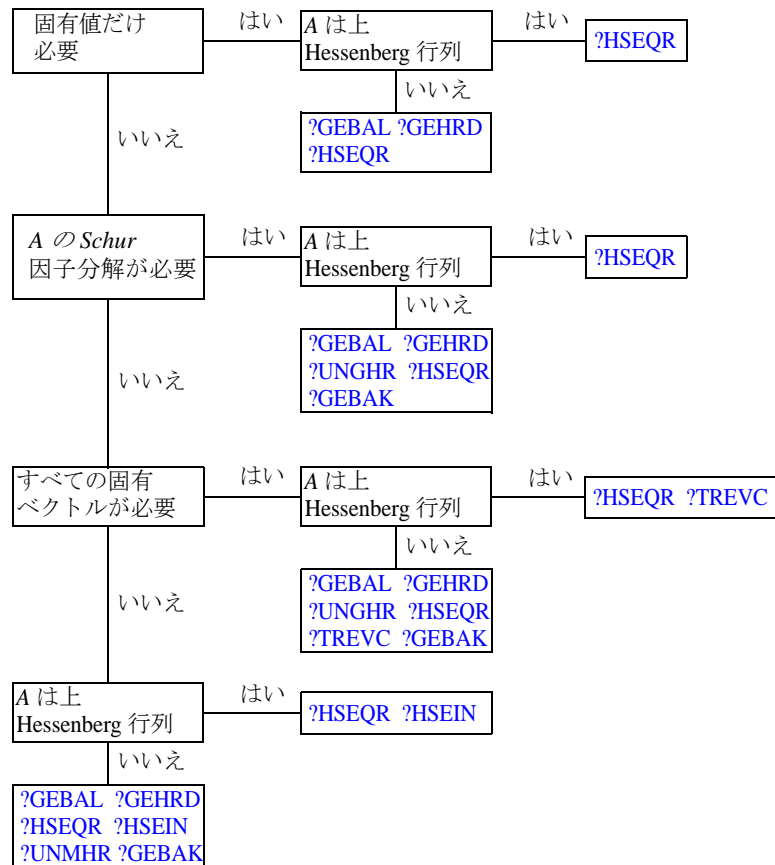 固有値だけ
必要
はい
A は上
Hessenberg 行列
はい
?HSEQR
いいえ
?GEBAL ?GEHRD
?HSEQR
いいえ
A の Schur
因子分解が必要
はい
A は上
Hessenberg 行列
はい
?HSEQR
いいえ
?GEBAL ?GEHRD
?UNGHR ?HSEQR
?GEBAK
いいえ
すべての固有
ベクトルが必要
はい
A は上
Hessenberg 行列
はい
?HSEQR ?TREVC
いいえ
?GEBAL ?GEHRD
?UNGHR ?HSEQR
?TREVC ?GEBAK
いいえ
A は上
Hessenberg 行列
はい
?HSEQR ?HSEIN
いいえ
?GEBAL ?GEHRD
?HSEQR ?HSEIN
?UNMHR ?GEBAK